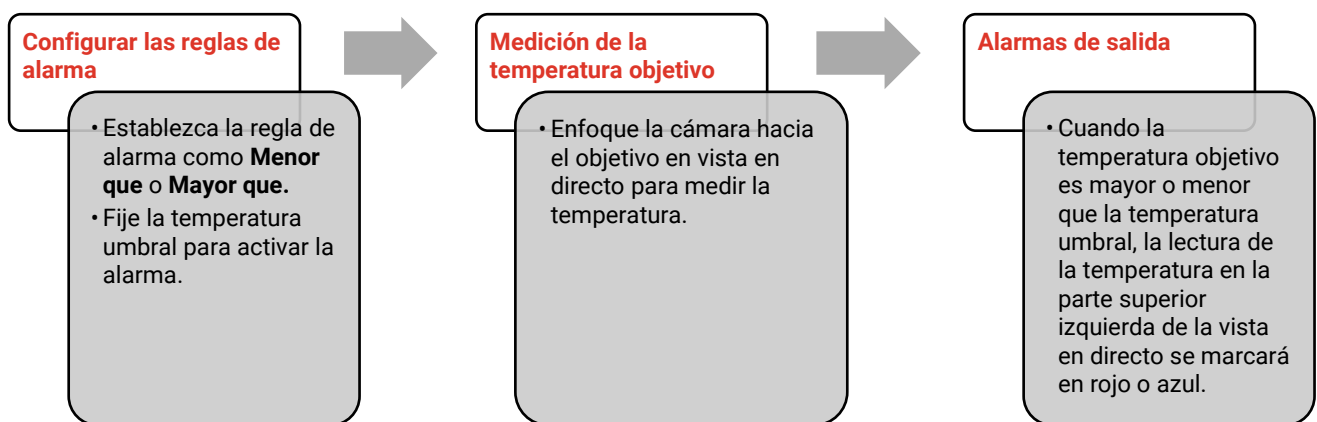 Configurar las reglas de
alarma
• Establezca la regla de
alarma como Menor
que o Mayor que.
• Fije la temperatura
umbral para activar la
alarma.
Medición de la
temperatura objetivo
• Enfoque la cámara hacia
el objetivo en vista en
directo para medir la
temperatura.
Alarmas de salida
• Cuando la
temperatura objetivo
es mayor o menor
que la temperatura
umbral, la lectura de
la temperatura en la
parte superior
izquierda de la vista
en directo se marcará
en rojo o azul.